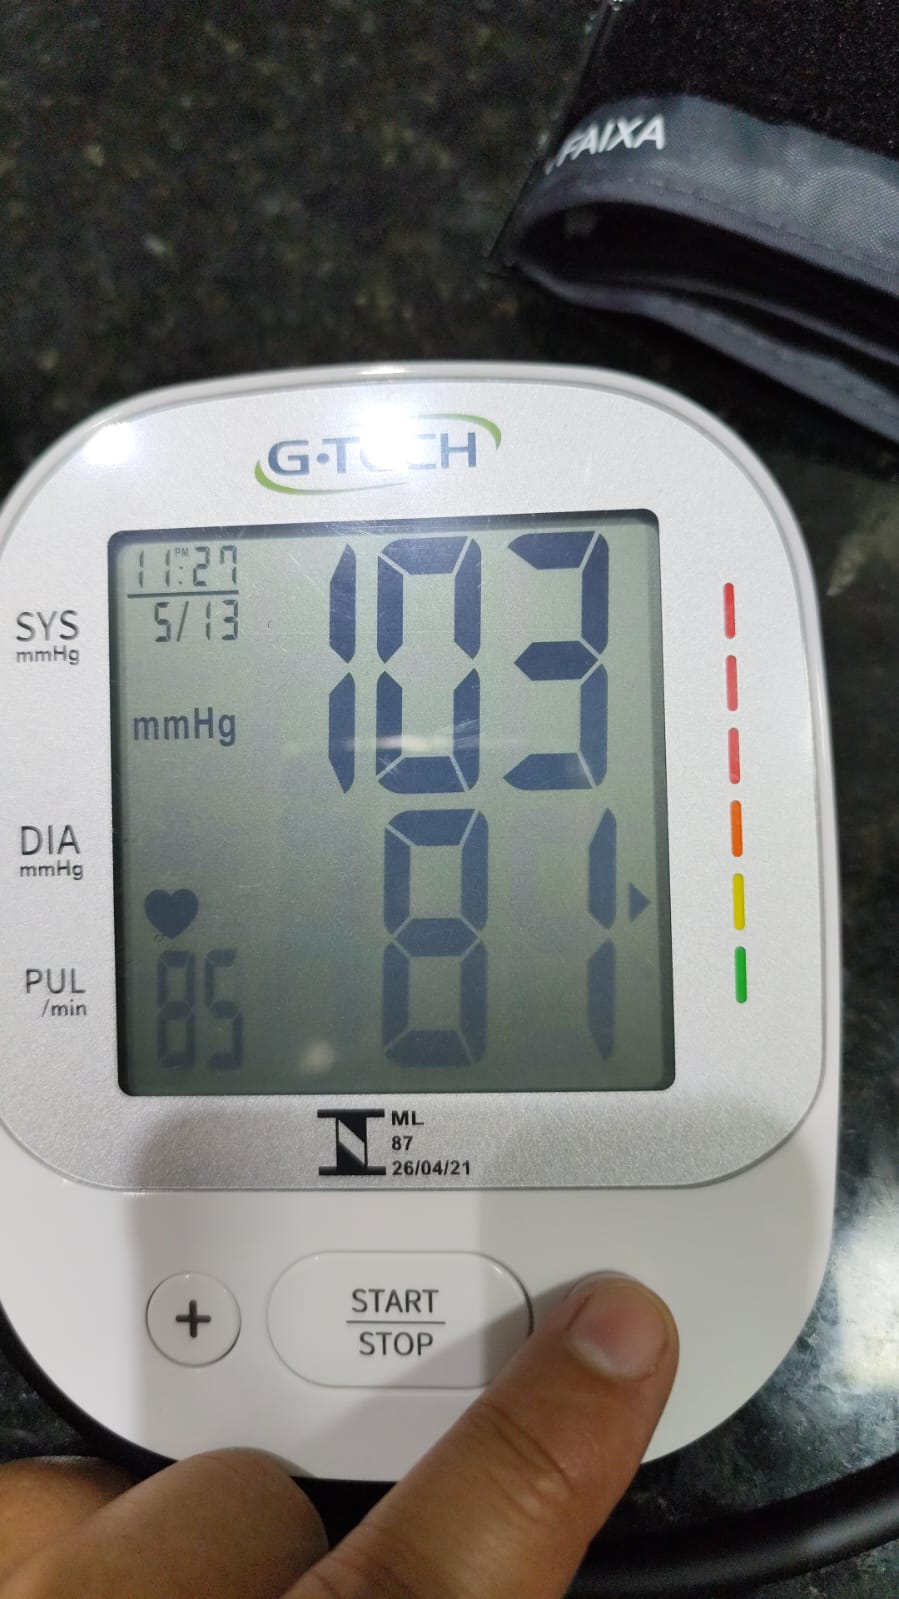 FAIXA
G·TECH
11:27 PM
5/13
SYS
mmHg
103
mmHg
DIA
mmHg
81
PUL
/min
85
ML
87
26/04/21
+
START
STOP